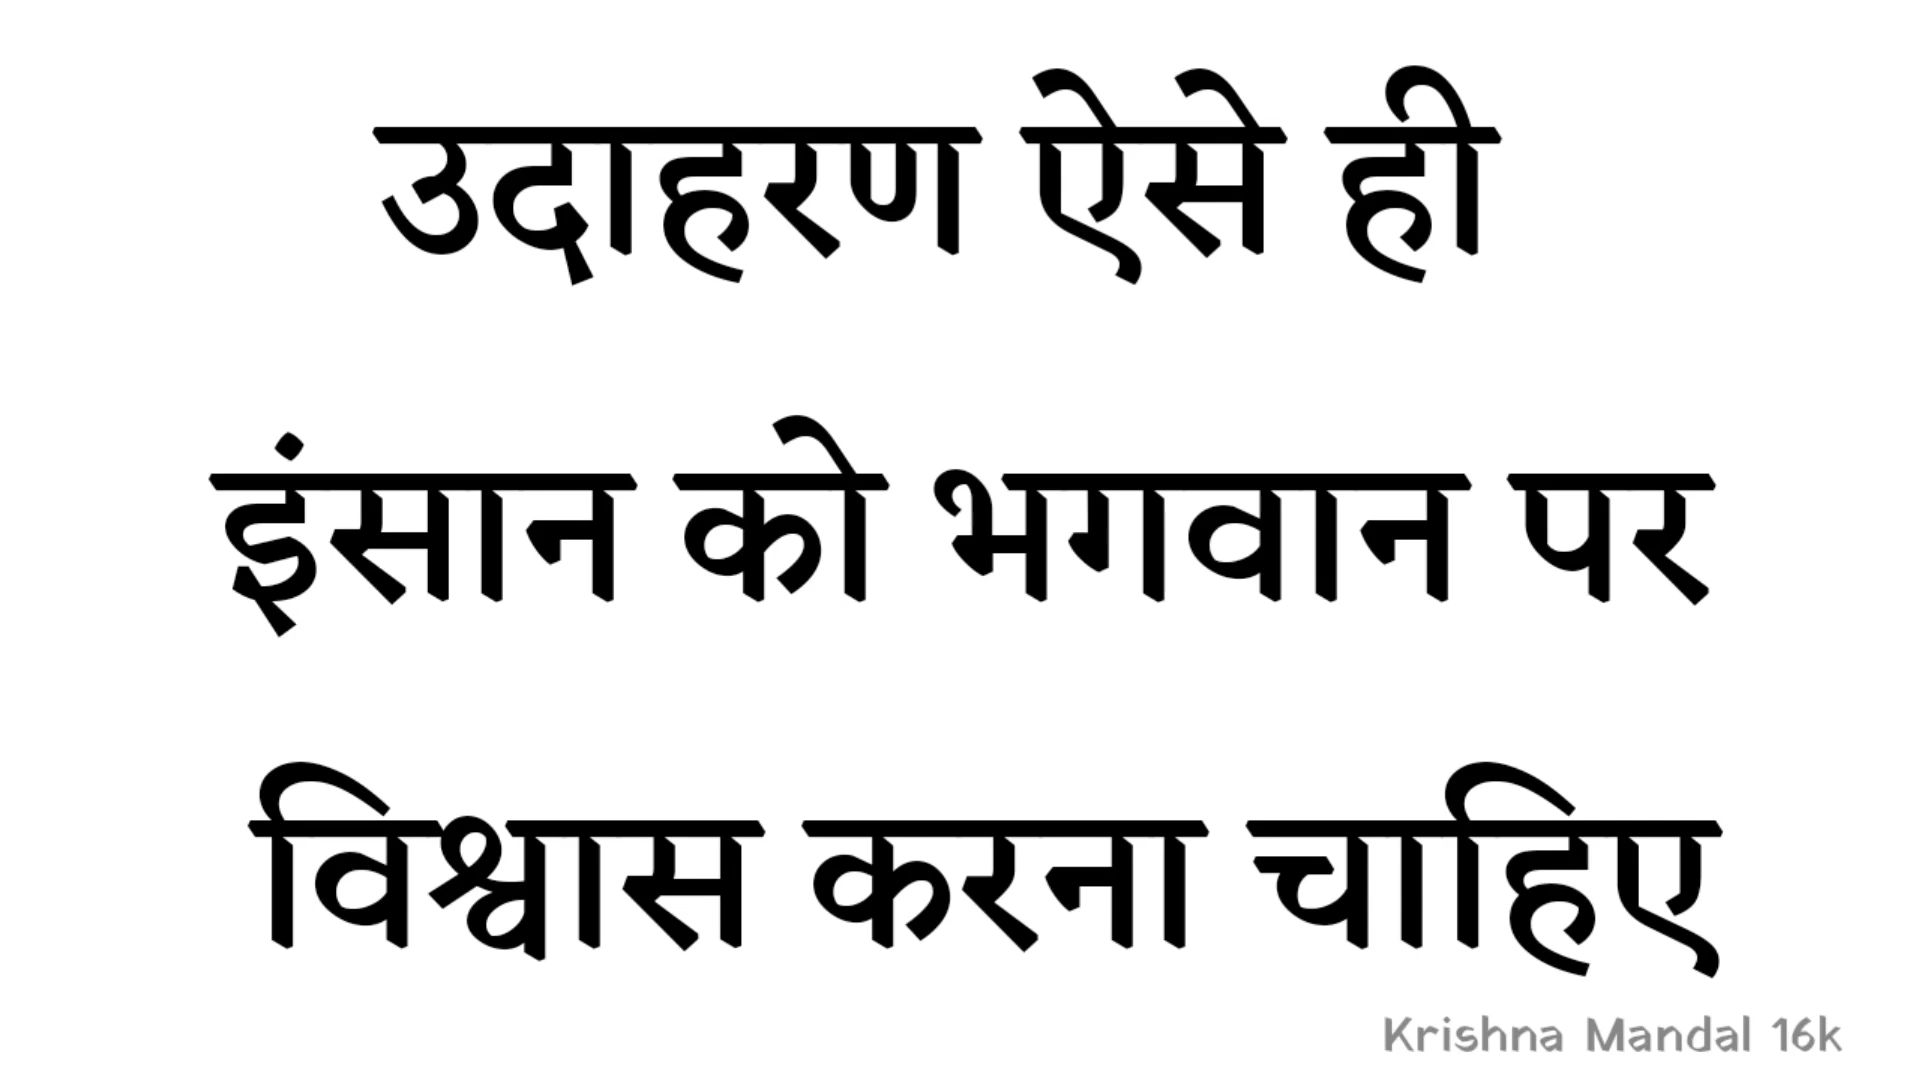 उदाहरण ऐसे ही
इंसान को भगवान पर
विश्वास करना चाहिए
Krishna Mandal 16k